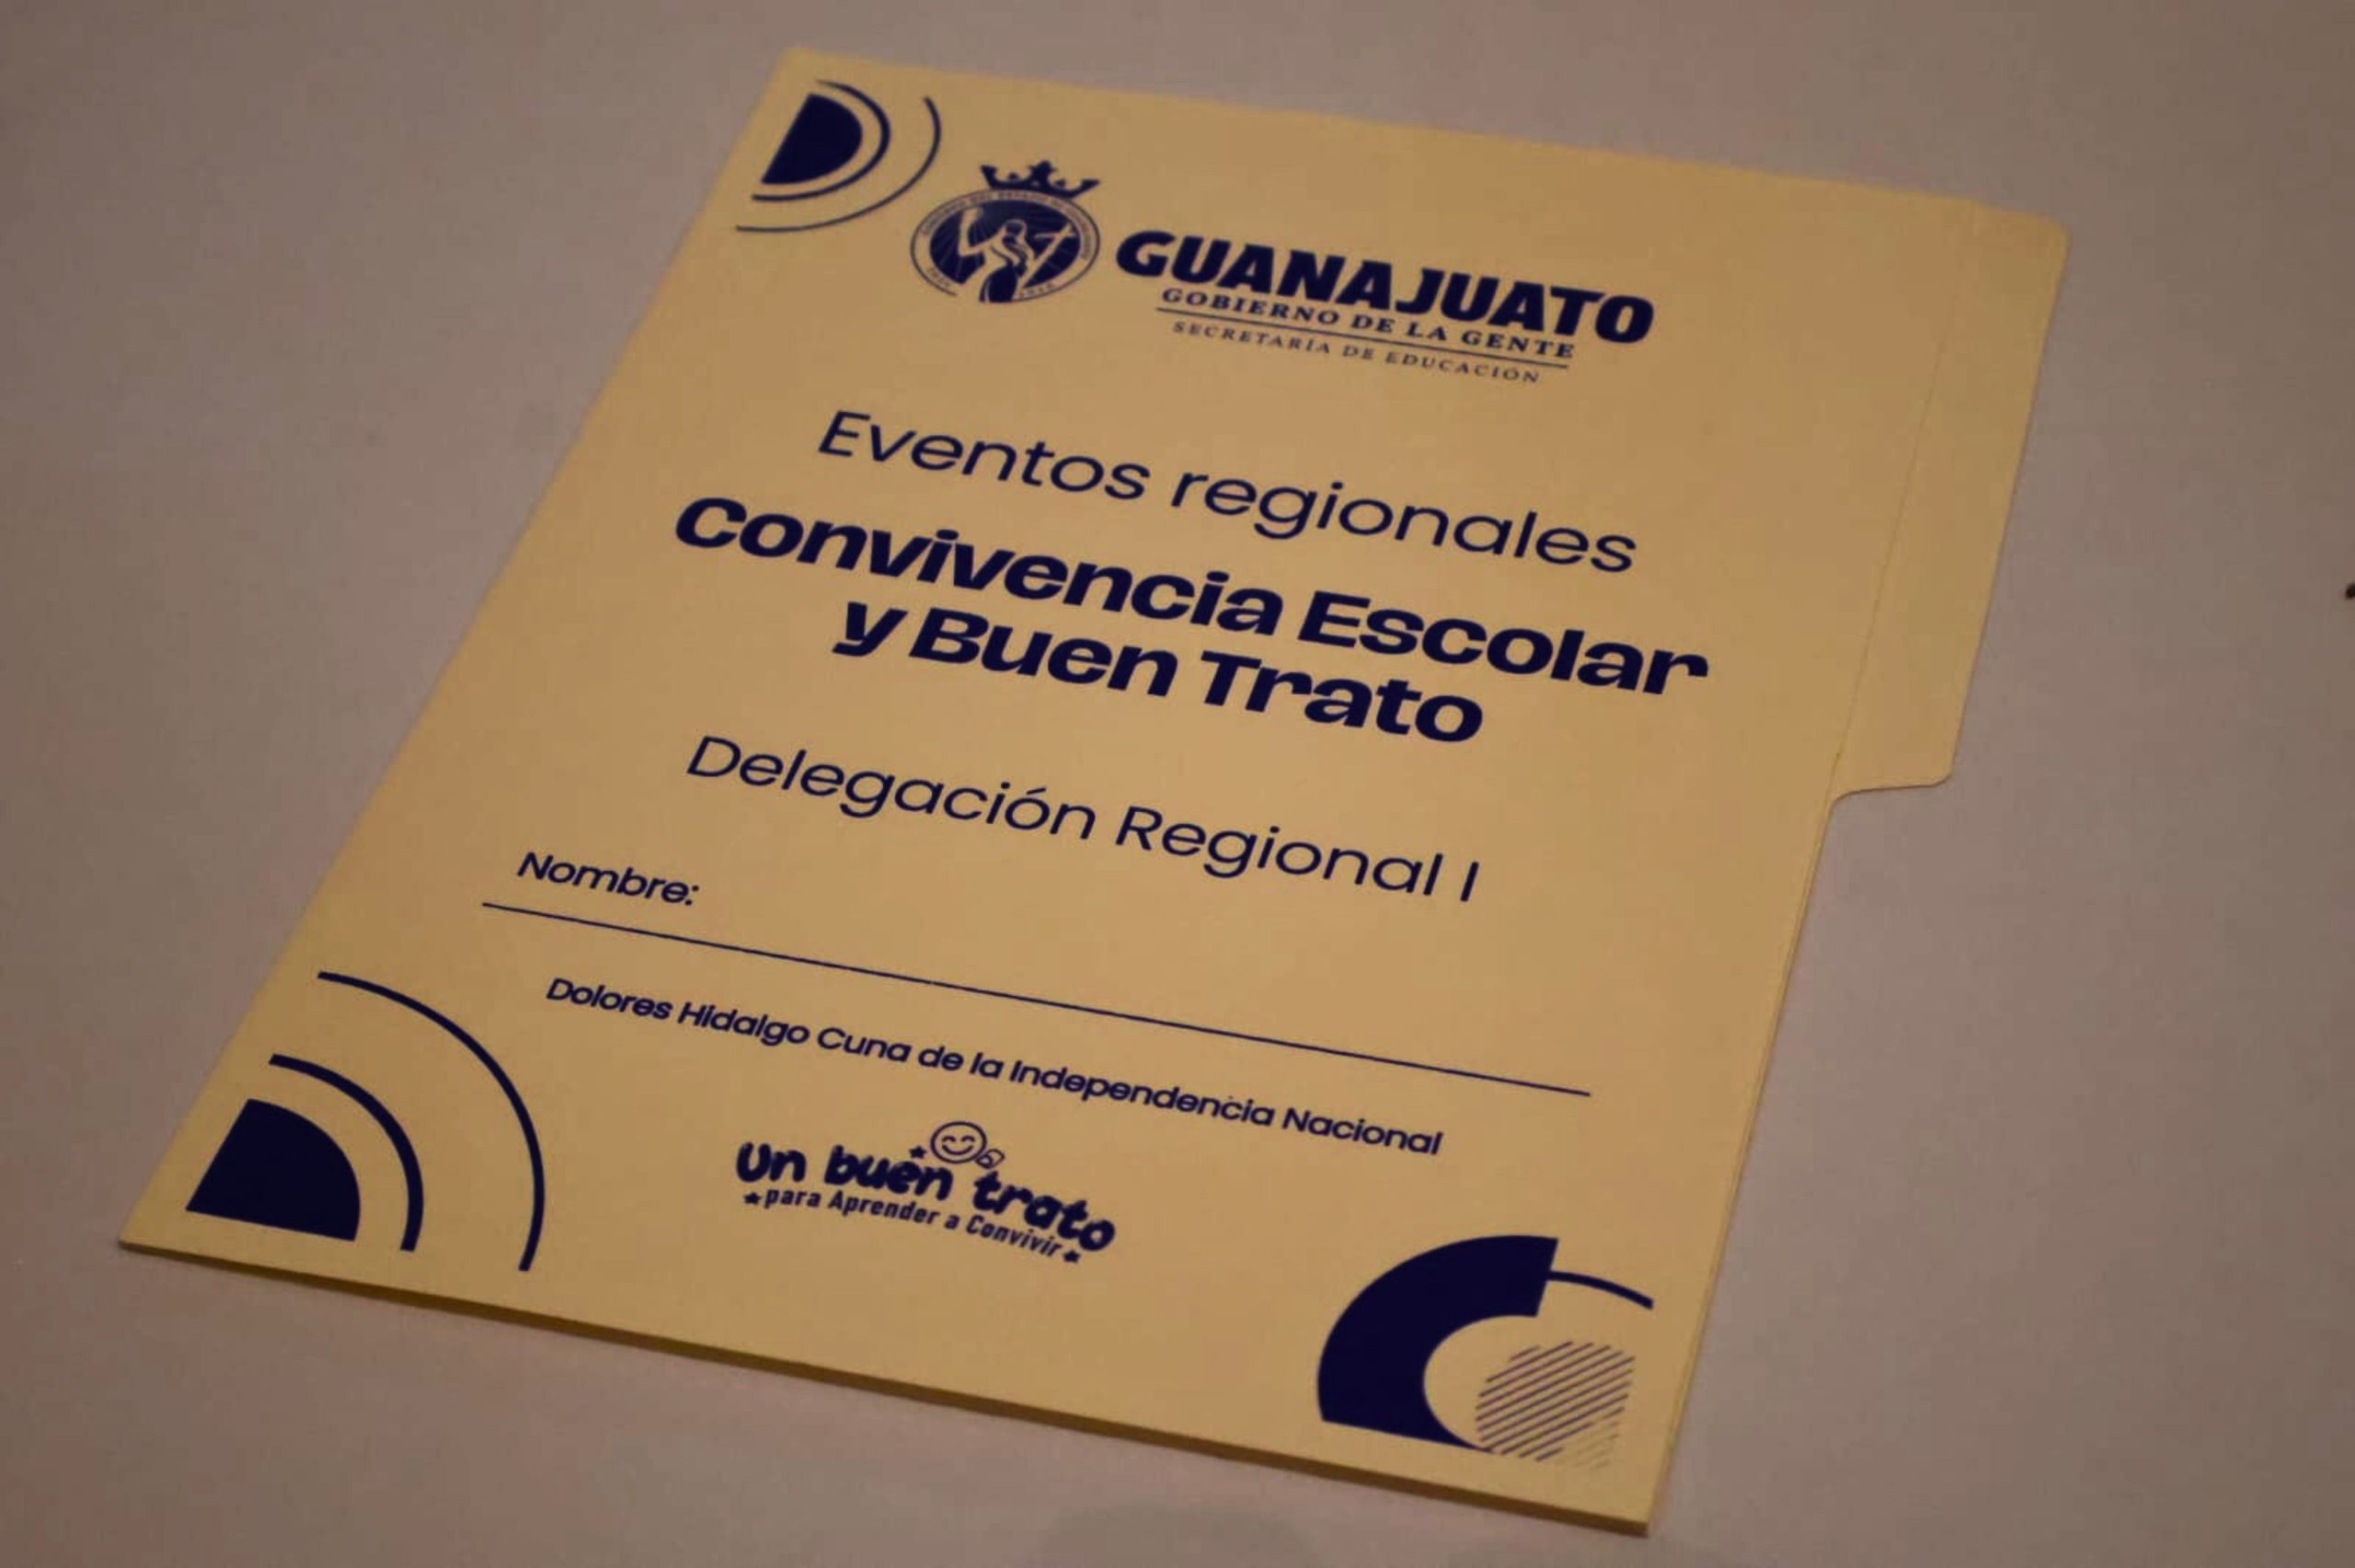 GUANAJUATO
GOBIERNO DE LA GENTE
SECRETARÍA DE EDUCACIÓN
Eventos regionales
Convivencia Escolar
y Buen Trato
Delegación Regional I
Nombre:
Dolores Hidalgo Cuna de la Independencia Nacional
Un buen trato
para Aprender a Convivir